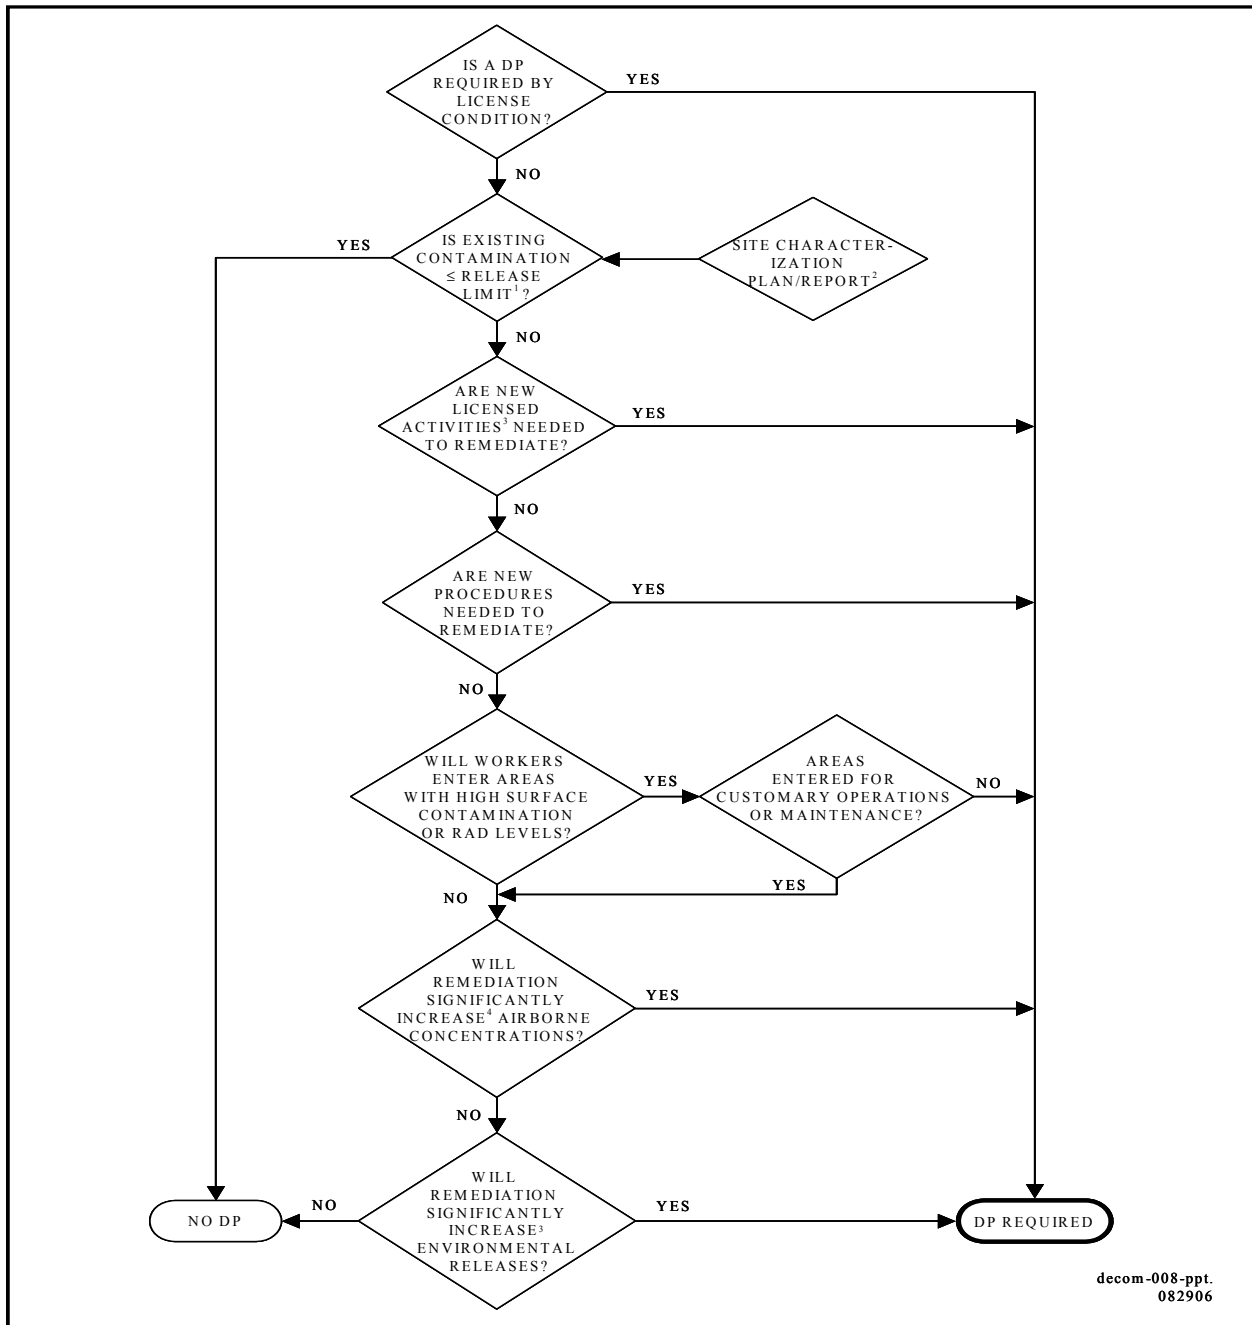 IS A DP
REQUIRED BY
LICENSE
CONDITION?
YES
NO
IS EXISTING
CONTAMINATION
≤ RELEASE
LIMIT¹?
YES
SITE CHARACTER-
IZATION
PLAN/REPORT²
NO
ARE NEW
LICENSED
ACTIVITIES³ NEEDED
TO REMEDIATE?
YES
NO
ARE NEW
PROCEDURES
NEEDED TO
REMEDIATE?
YES
NO
WILL WORKERS
ENTER AREAS
WITH HIGH SURFACE
CONTAMINATION
OR RAD LEVELS?
YES
AREAS
ENTERED FOR
CUSTOMARY OPERATIONS
OR MAINTENANCE?
NO
YES
NO
WILL
REMEDIATION
SIGNIFICANTLY
INCREASE⁴ AIRBORNE
CONCENTRATIONS?
YES
NO
WILL
REMEDIATION
SIGNIFICANTLY
INCREASE³
ENVIRONMENTAL
RELEASES?
NO
NO DP
YES
DP REQUIRED
decom-008-ppt.
082906